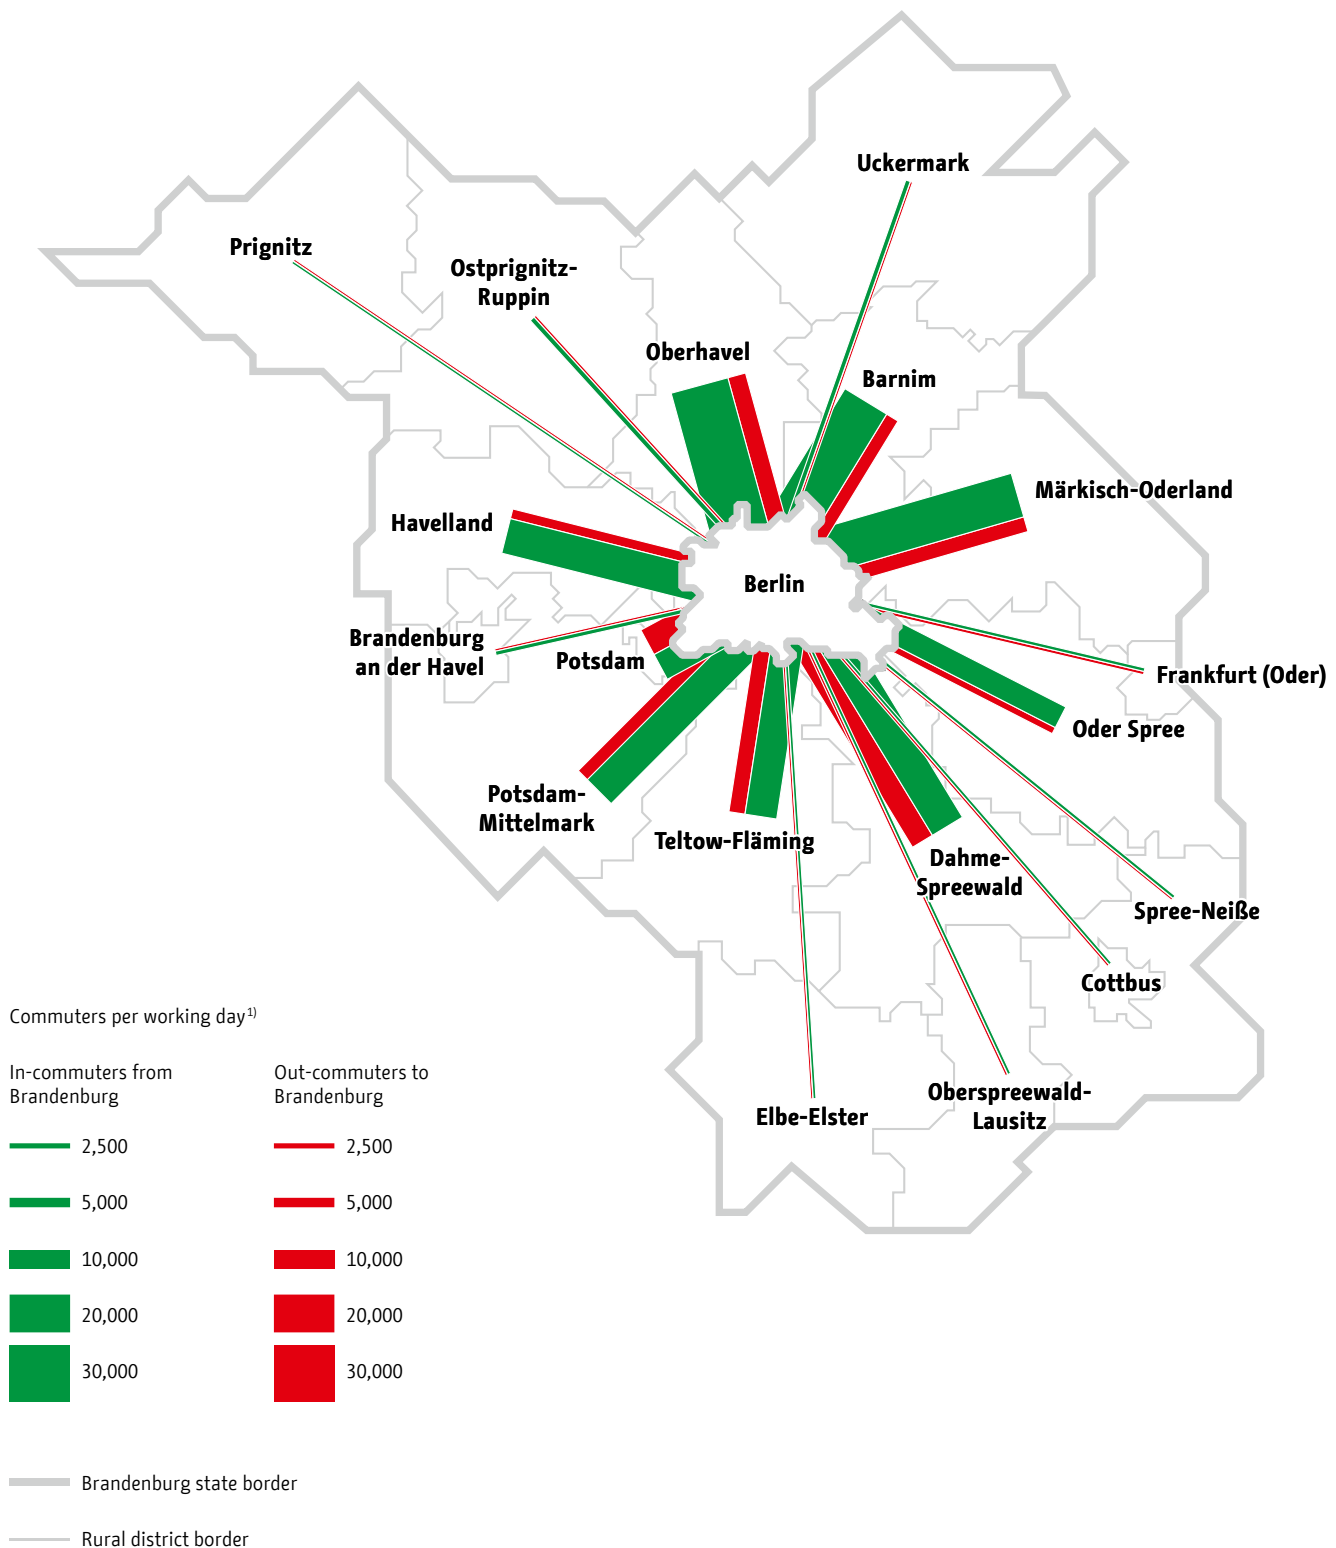 Uckermark
Prignitz
Ostprignitz-
Ruppin
Oberhavel
Barnim
Märkisch-Oderland
Havelland
Berlin
Brandenburg
an der Havel
Potsdam
Frankfurt (Oder)
Oder Spree
Potsdam-
Mittelmark
Teltow-Fläming
Dahme-
Spreewald
Spree-Neiße
Cottbus
Oberspreewald-
Lausitz
Elbe-Elster
Commuters per working day1)
In-commuters from
Brandenburg
Out-commuters to
Brandenburg
2,500
2,500
5,000
5,000
10,000
10,000
20,000
20,000
30,000
30,000
Brandenburg state border
Rural district border